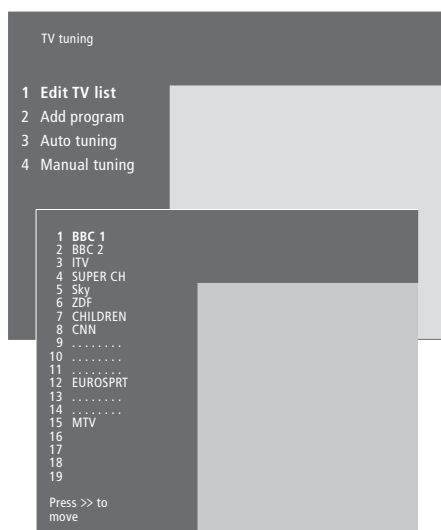 TV tuning
1 Edit TV list
2 Add program
3 Auto tuning
4 Manual tuning
1 BBC 1
2 BBC 2
3 ITV
4 SUPER CH
5 Sky
6 ZDF
7 CHILDREN
8 CNN
9 ........
10 ........
11 ........
12 EUROSPRT
13 ........
14 ........
15 MTV
16
17
18
19
Press >> to
move